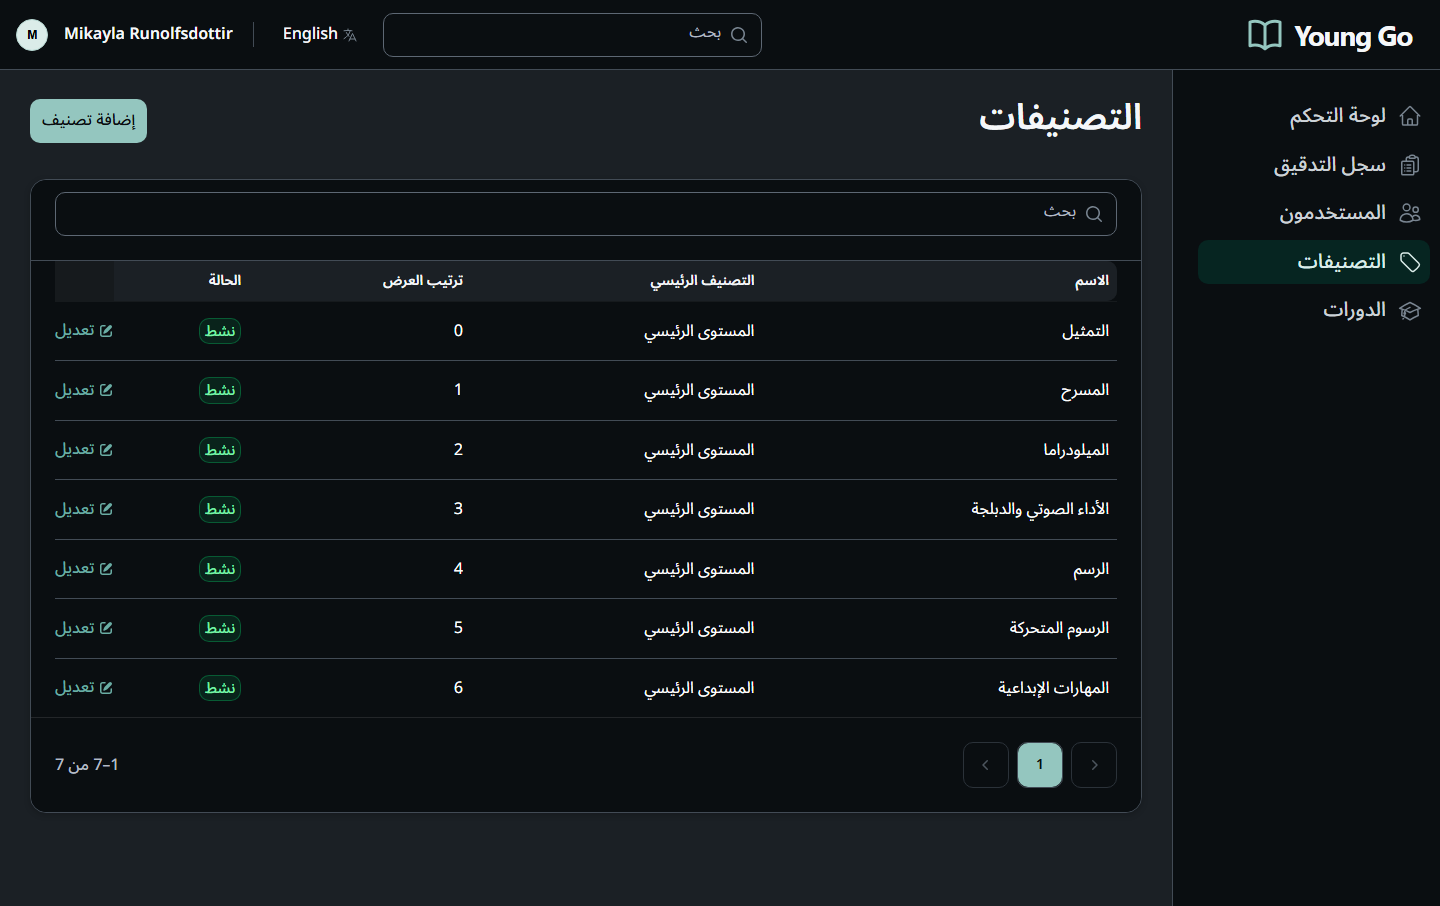 Young Go
بحث
English
Mikayla Runolfsdottir
M
لوحة التحكم
سجل التدقيق
المستخدمون
التصنيفات
الدورات
التصنيفات
إضافة تصنيف
بحث
الاسم التصنيف الرئيسي ترتيب العرض الحالة
التمثيل المستوى الرئيسي 0 نشط تعديل
المسرح المستوى الرئيسي 1 نشط تعديل
الميلودراما المستوى الرئيسي 2 نشط تعديل
الأداء الصوتي والدبلجة المستوى الرئيسي 3 نشط تعديل
الرسم المستوى الرئيسي 4 نشط تعديل
الرسوم المتحركة المستوى الرئيسي 5 نشط تعديل
المهارات الإبداعية المستوى الرئيسي 6 نشط تعديل
1
1–7 من 7